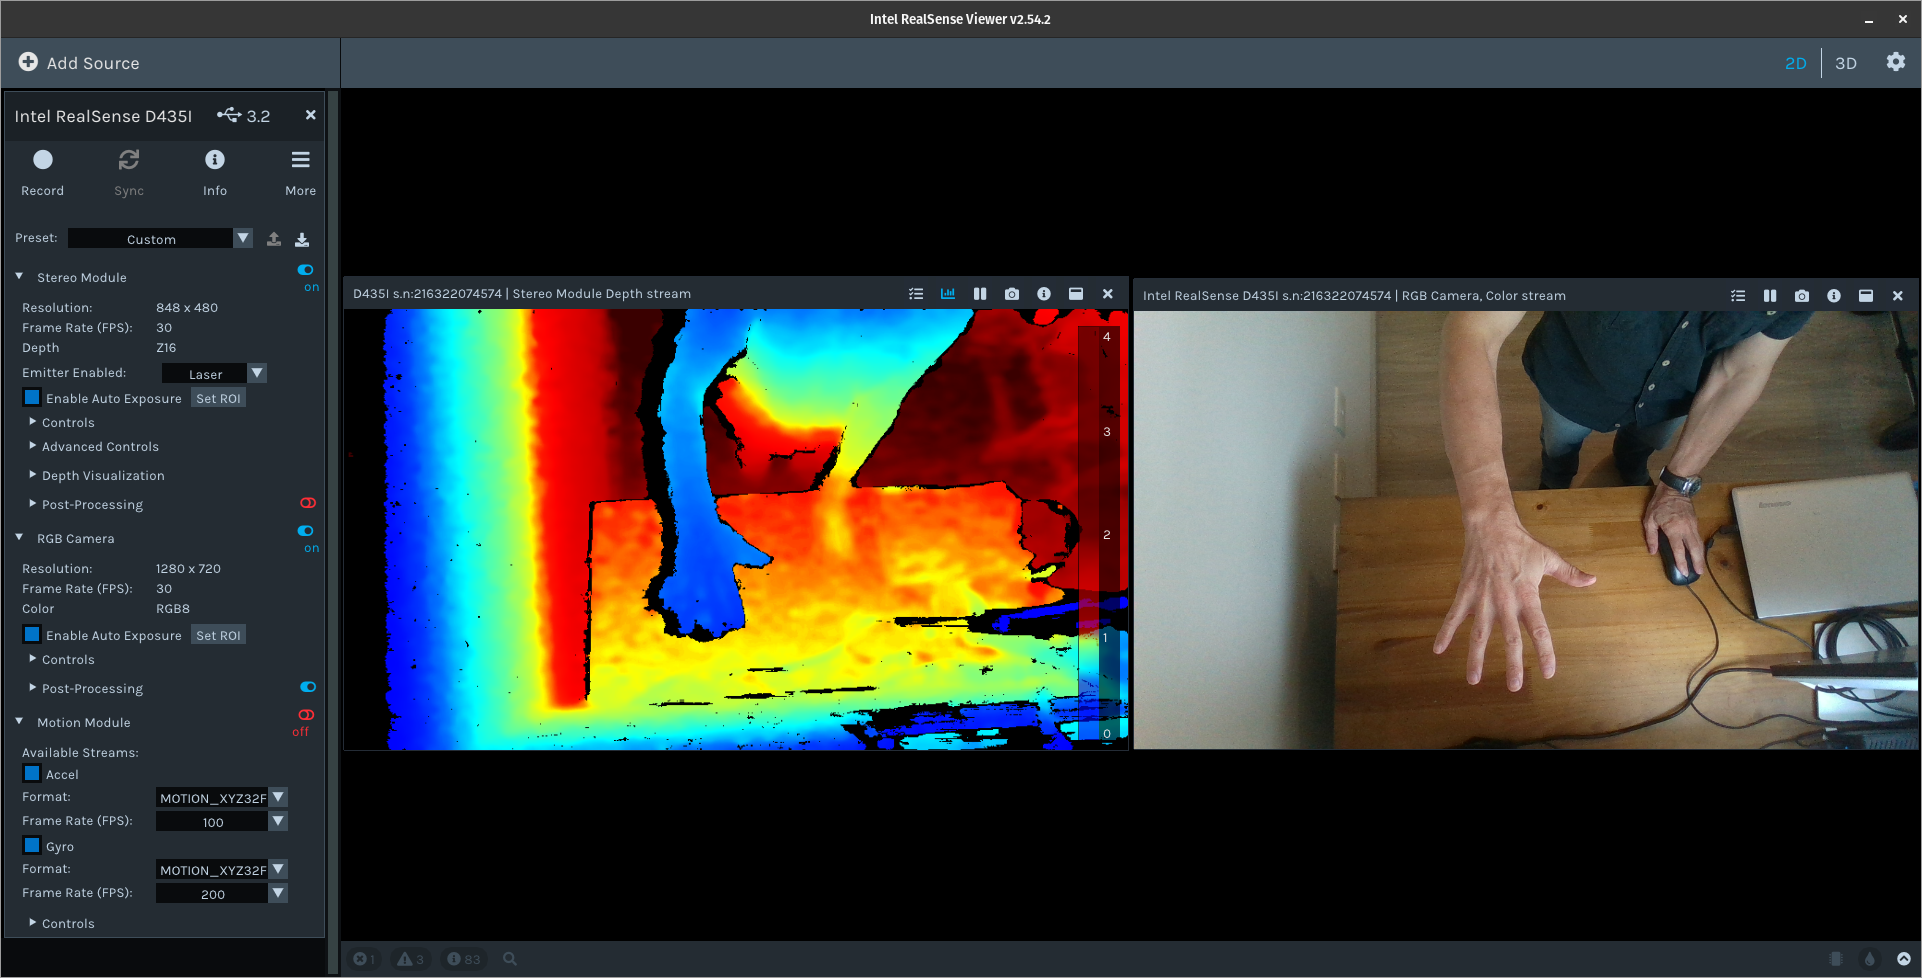 Intel RealSense Viewer v2.54.2
Add Source
2D
3D
Intel RealSense D435I
3.2
Record
Sync
Info
More
Preset:
Custom
Stereo Module
on
Resolution:
848 x 480
Frame Rate (FPS):
30
Depth
Z16
Emitter Enabled:
Laser
Enable Auto Exposure
Set ROI
Controls
Advanced Controls
Depth Visualization
Post-Processing
RGB Camera
on
Resolution:
1280 x 720
Frame Rate (FPS):
30
Color
RGB8
Enable Auto Exposure
Set ROI
Controls
Post-Processing
Motion Module
off
Available Streams:
Accel
Format:
MOTION_XYZ32F
Frame Rate (FPS):
100
Gyro
Format:
MOTION_XYZ32F
Frame Rate (FPS):
200
Controls
D435I s.n:216322074574 | Stereo Module Depth stream
4
3
2
1
0
Intel RealSense D435I s.n:216322074574 | RGB Camera, Color stream
lenovo
1
3
83